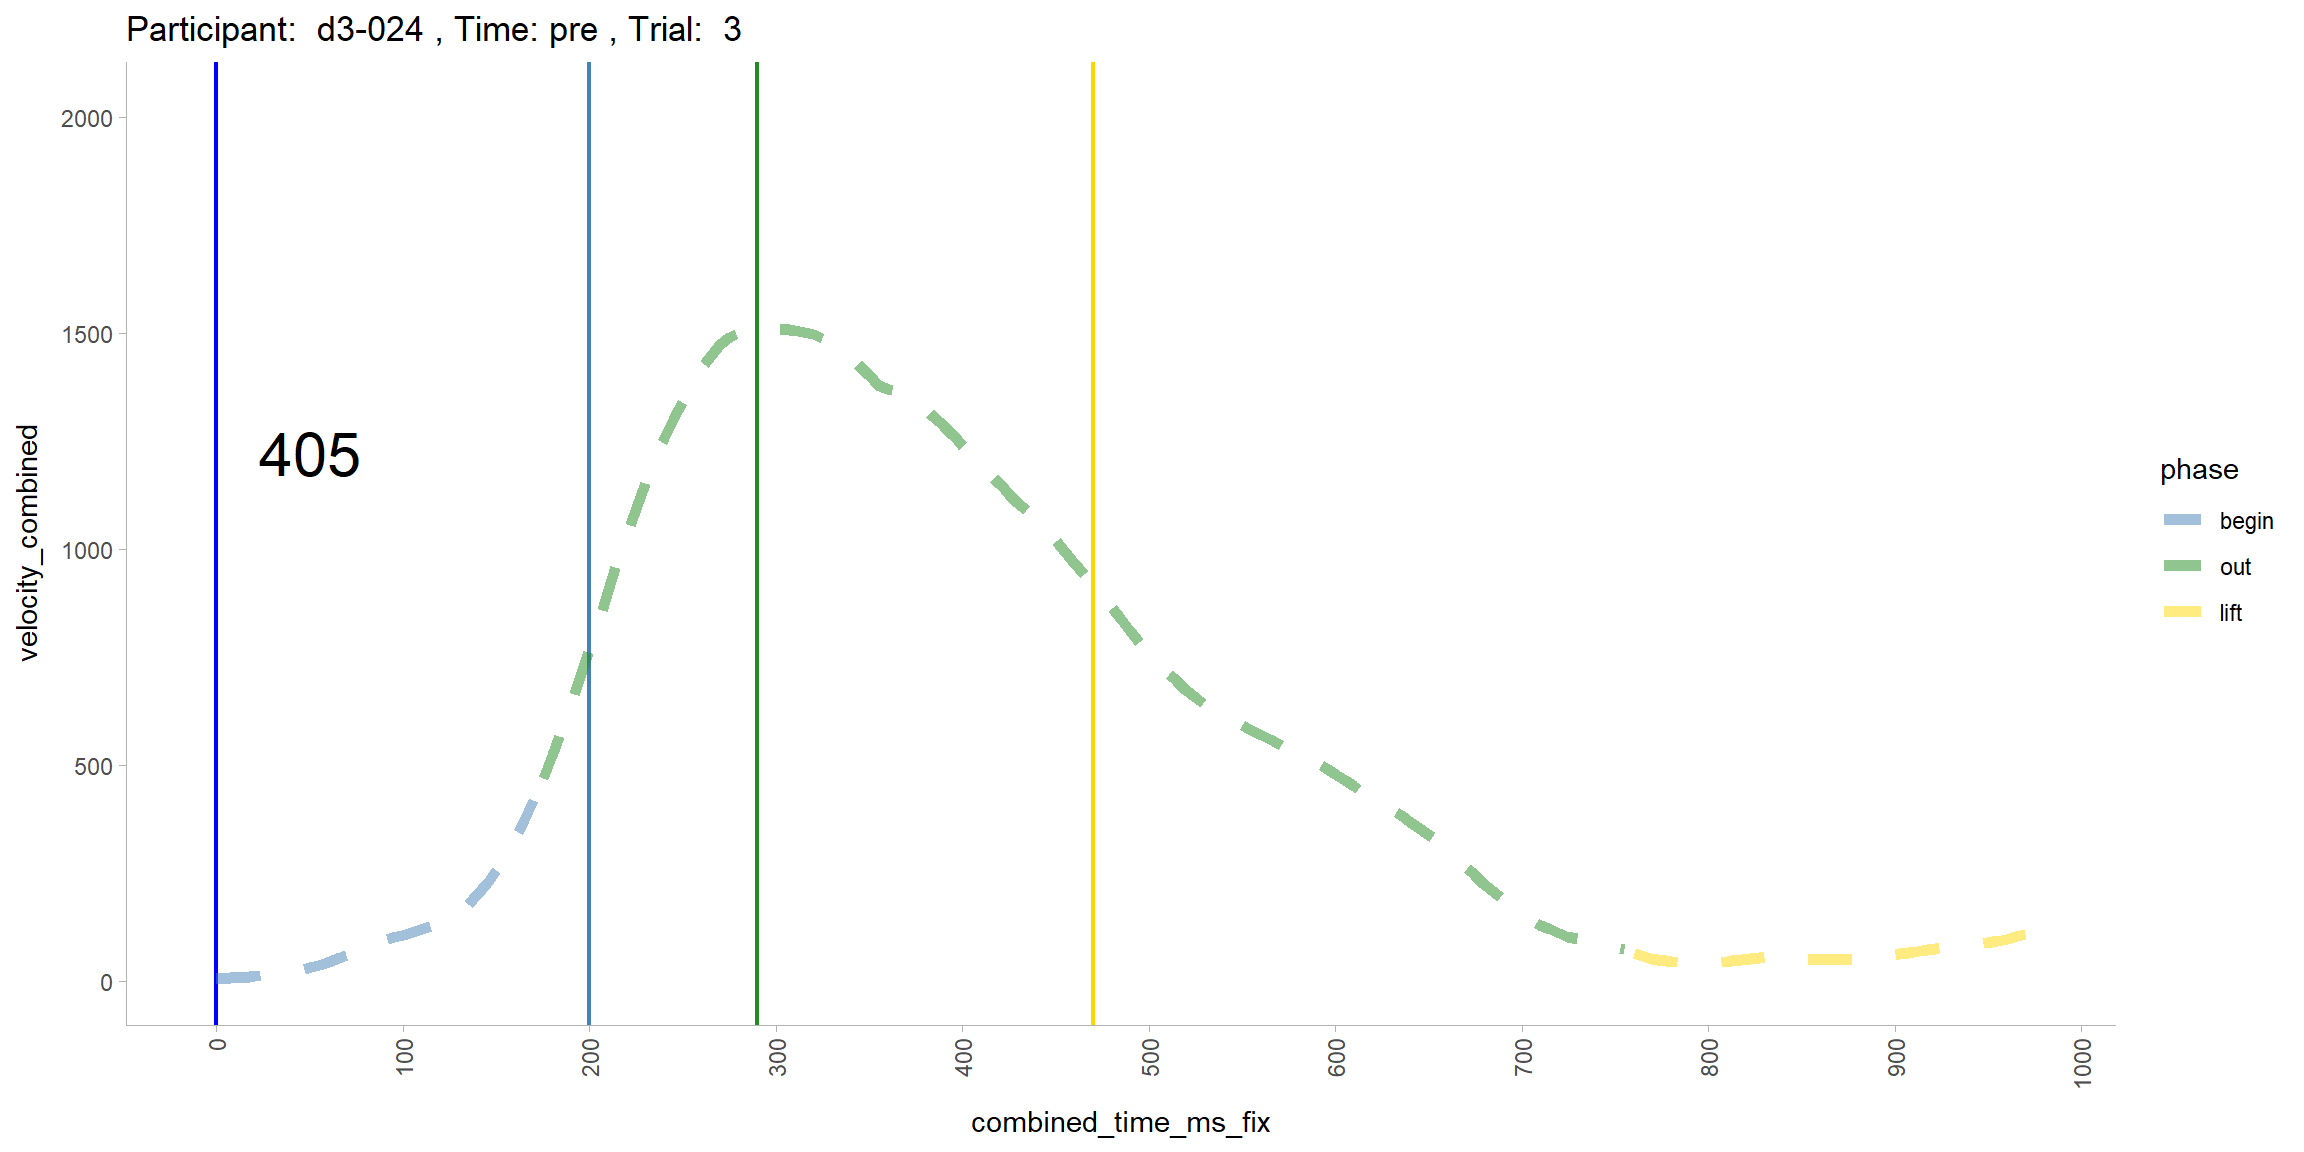 Participant:  d3-024 , Time: pre , Trial:  3
2000
1500
1000
500
0
velocity_combined
405
0
100
200
300
400
500
600
700
800
900
1000
combined_time_ms_fix
phase
begin
out
lift